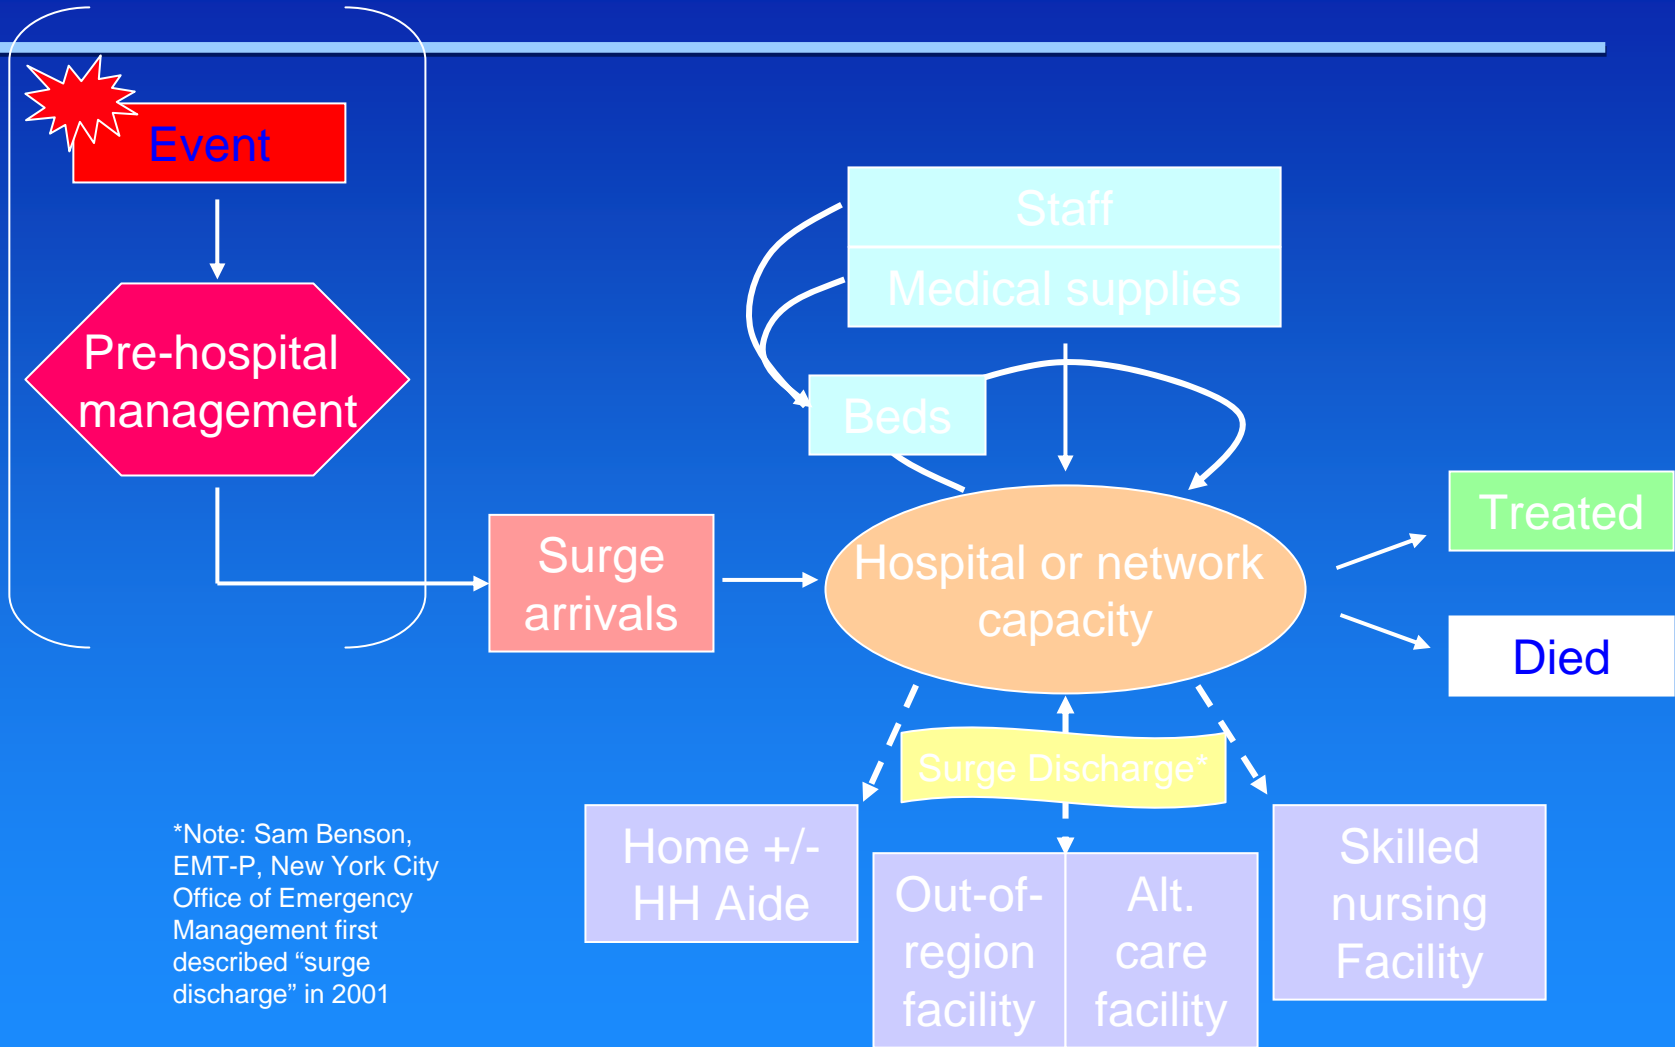 Event
Pre-hospital
management
Surge
arrivals
Staff
Medical supplies
Beds
Hospital or network
capacity
Treated
Died
Surge Discharge*
Home +/-
HH Aide
Out-of-
region
facility
Alt.
care
facility
Skilled
nursing
Facility
*Note: Sam Benson,
EMT-P, New York City
Office of Emergency
Management first
described “surge
discharge” in 2001